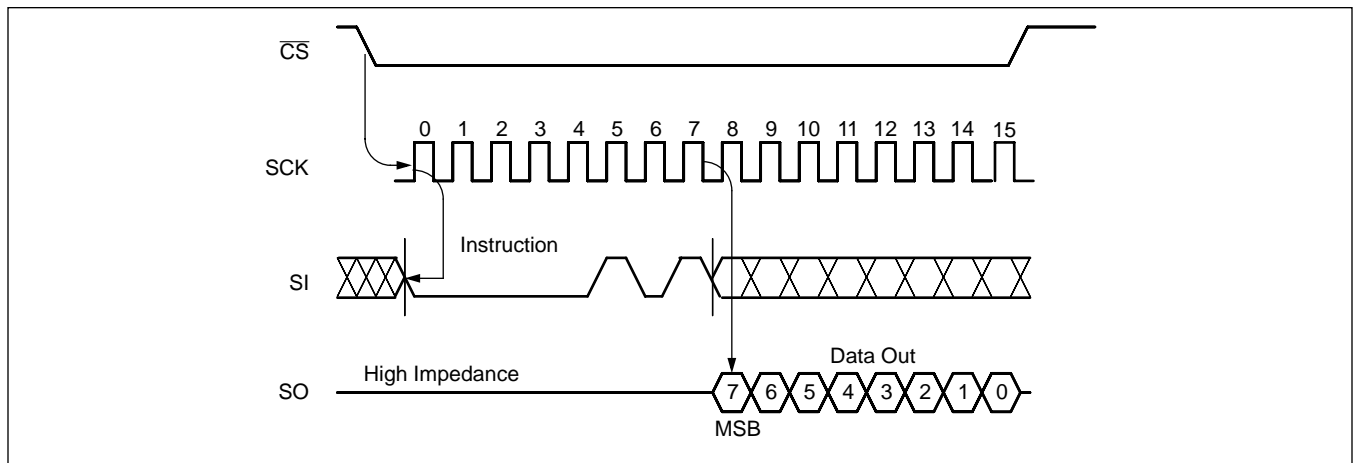 C̅S̅
0 1 2 3 4 5 6 7 8 9 10 11 12 13 14 15
SCK
Instruction
SI
Data Out
High Impedance
SO
7 6 5 4 3 2 1 0
MSB